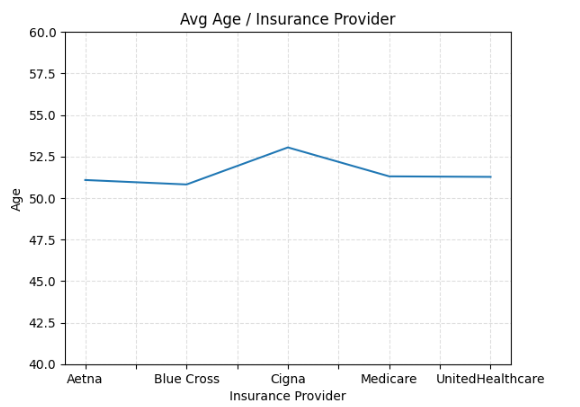 Avg Age / Insurance Provider
60.0
57.5
55.0
52.5
50.0
47.5
45.0
42.5
40.0
Age
Aetna Blue Cross Cigna Medicare UnitedHealthcare
Insurance Provider